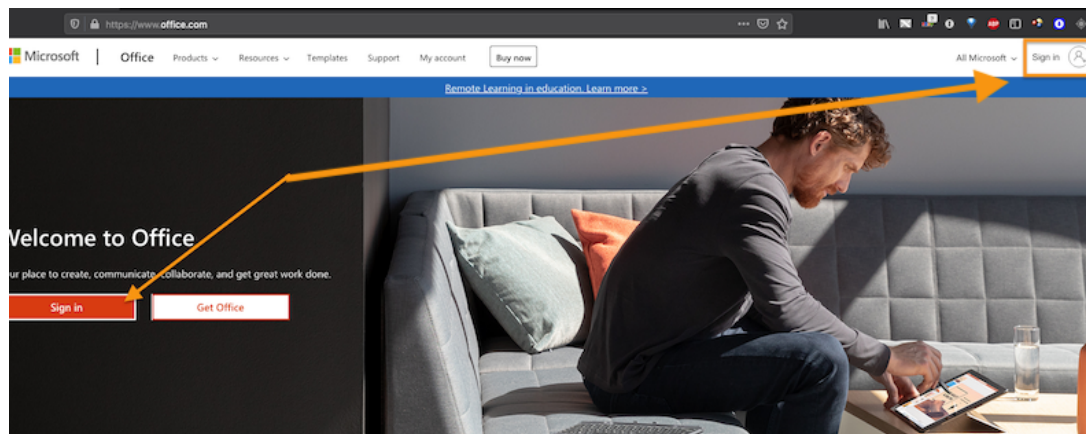 https://www.office.com
Microsoft Office Products Resources Templates Support My account Buy now All Microsoft Sign in
Remote Learning in education. Learn more >
Welcome to Office
ur place to create, communicate, collaborate, and get great work done.
Sign in Get Office